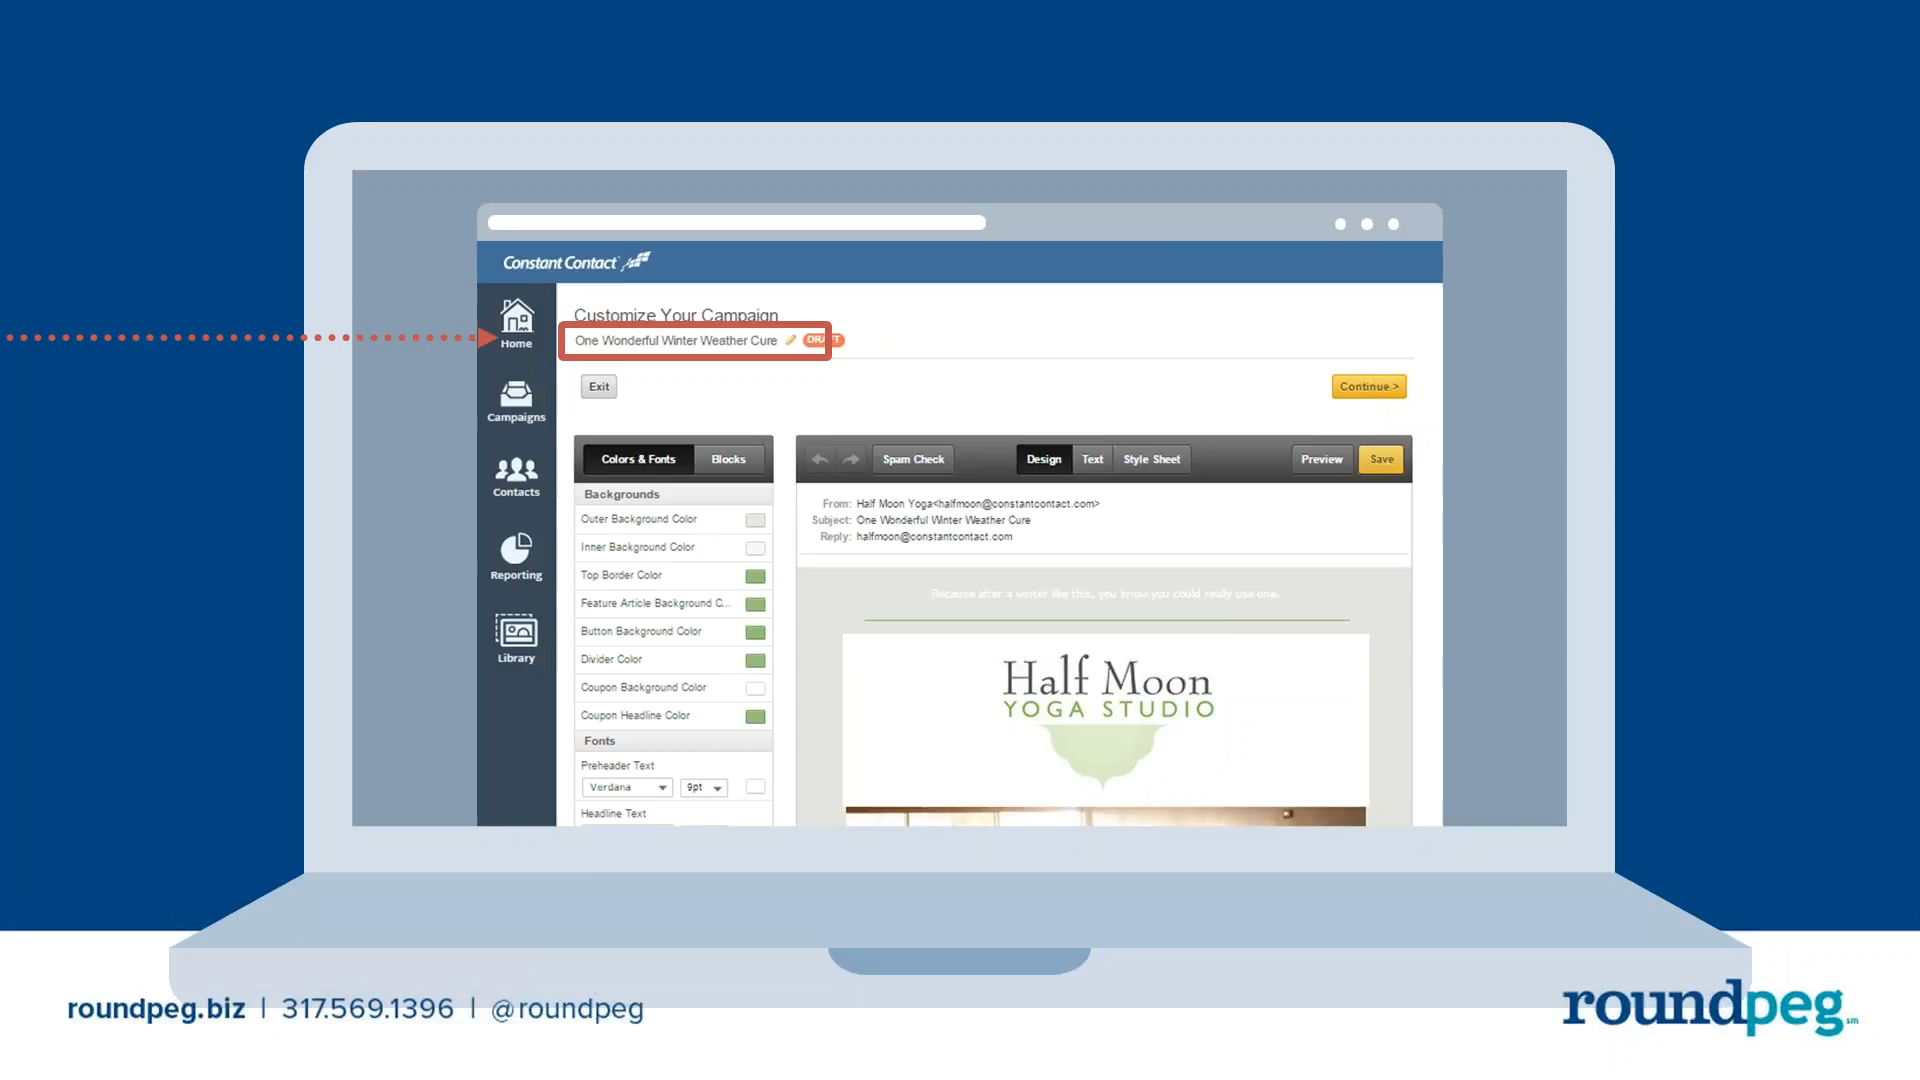 Constant Contact
Home
Campaigns
Contacts
Reporting
Library
Customize Your Campaign
One Wonderful Winter Weather Cure DRAFT
Exit
Continue >
Colors & Fonts Blocks
Backgrounds
Outer Background Color
Inner Background Color
Top Border Color
Feature Article Background C...
Button Background Color
Divider Color
Coupon Background Color
Coupon Headline Color
Fonts
Preheader Text
Verdana 9pt
Headline Text
Spam Check Design Text Style Sheet Preview Save
From: Half Moon Yoga<halfmoon@constantcontact.com>
Subject: One Wonderful Winter Weather Cure
Reply: halfmoon@constantcontact.com
Because after a winter like this, you know you could really use one.
Half Moon
YOGA STUDIO
roundpeg.biz | 317.569.1396 | @roundpeg
roundpeg sm